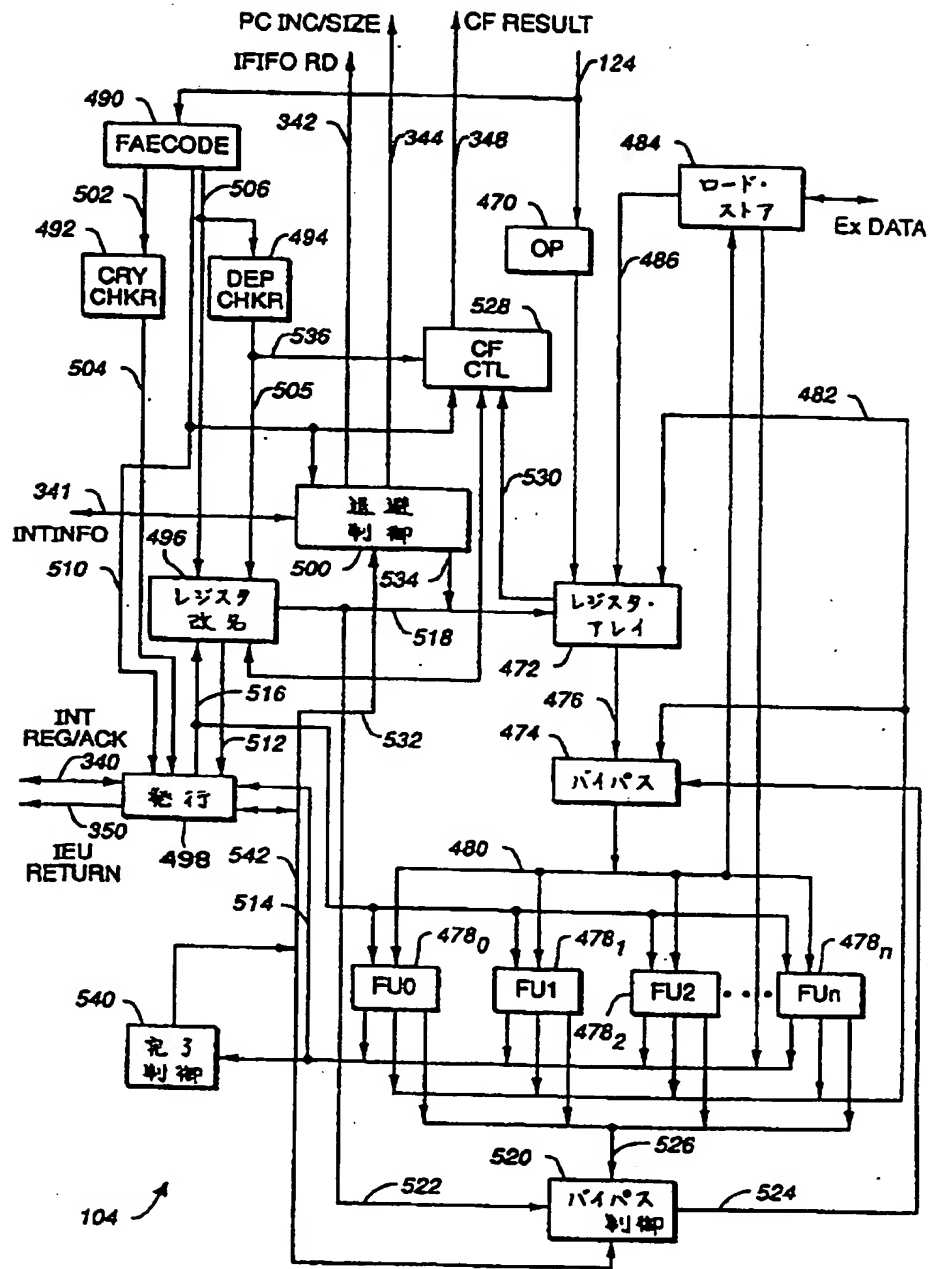 PC INC/SIZE
CF RESULT
IFIFO RD
124
490
FAECODE
342
344
348
484
ロード・
ストア
Ex DATA
502
506
470
492
494
OP
486
CRY
CHKR
DEP
CHKR
528
536
CF
CTL
504
505
482
341
INTINFO
退避
制御
530
496
500
534
510
レジスタ
改名
518
レジスタ・
アレイ
472
516
476
INT
REG/ACK
512
532
474
340
バイパス
発行
350
IEU
RETURN
498
542
480
514
478₀
478₁
478n
FU0
FU1
FU2
FUn
540
478₂
完了
制御
520
526
522
バイパス
制御
524
104